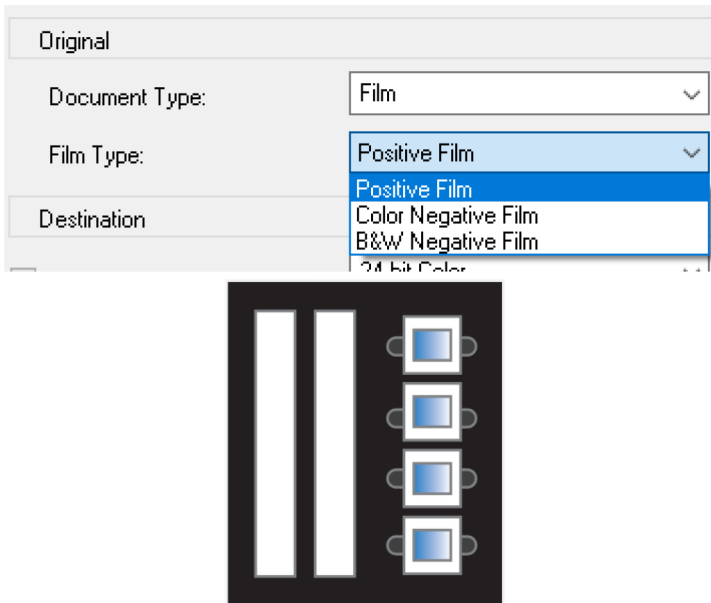 Original
Document Type: Film
Film Type: Positive Film
Positive Film
Color Negative Film
Destination
B&W Negative Film
24-bit Color